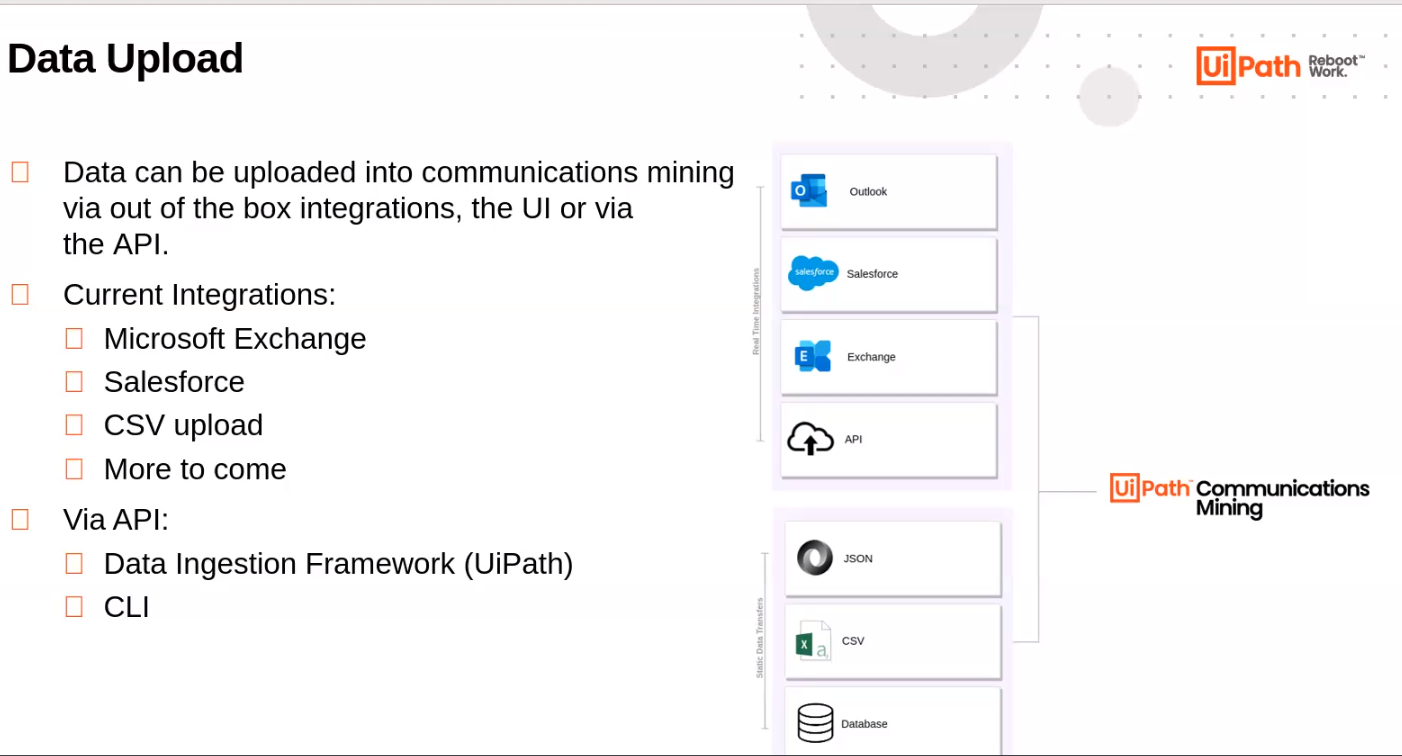 Data Upload
UiPath Reboot™
Work.
Data can be uploaded into communications mining
via out of the box integrations, the UI or via
the API.
Current Integrations:
Microsoft Exchange
Salesforce
CSV upload
More to come
Via API:
Data Ingestion Framework (UiPath)
CLI
Real Time Integrations
O Outlook
salesforce Salesforce
E Exchange
API
Static Data Transfers
JSON
X a, CSV
Database
UiPath™ Communications
Mining